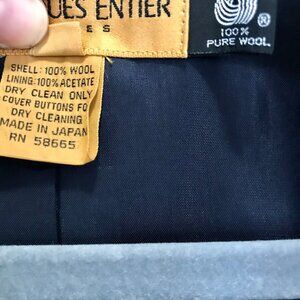 UES ENTIER
E S
®
100%
PURE WOOL
SHELL: 100% WOOL
LINING: 100% ACETATE
DRY CLEAN ONLY
COVER BUTTONS FO
DRY CLEANING
MADE IN JAPAN
RN 58665